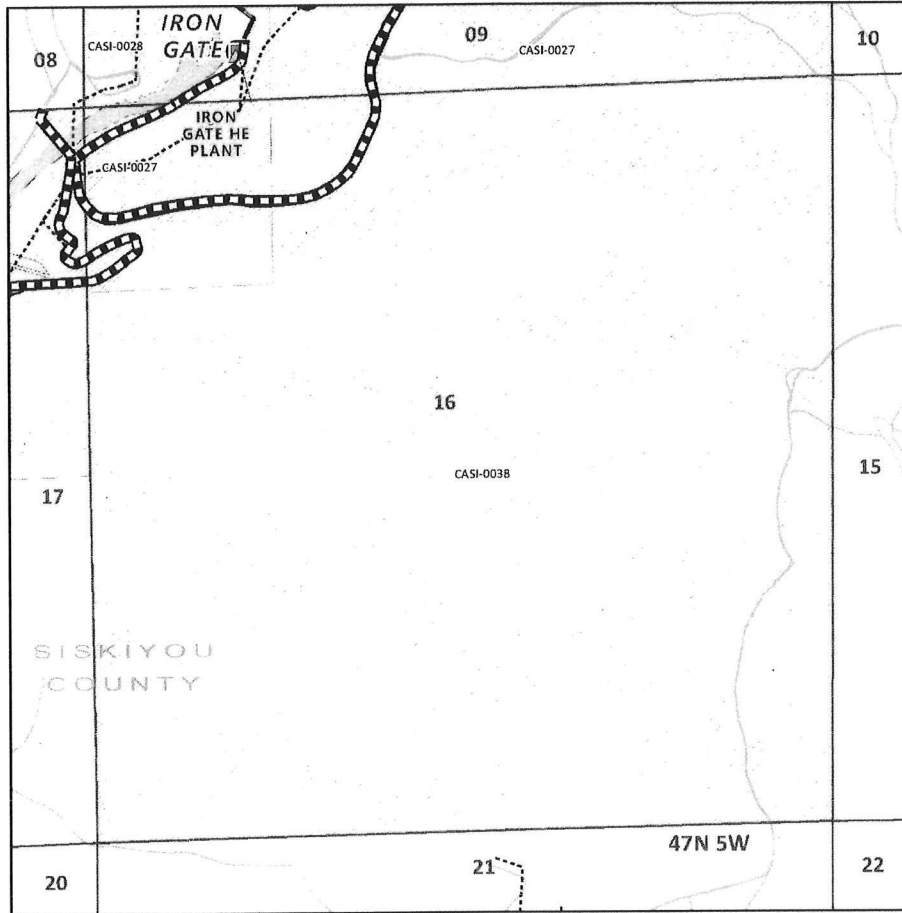 IRON
GATE
CASI-0028
08
09
CASI-0027
10
IRON
GATE HE
PLANT
CASI-0027
16
CASI-0038
17
15
SISKIYOU
COUNTY
47N 5W
20
21
22